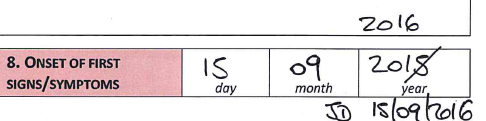 2016
8. ONSET OF FIRST SIGNS/SYMPTOMS
15 day
09 month
2018 year
JD 15/09/2016